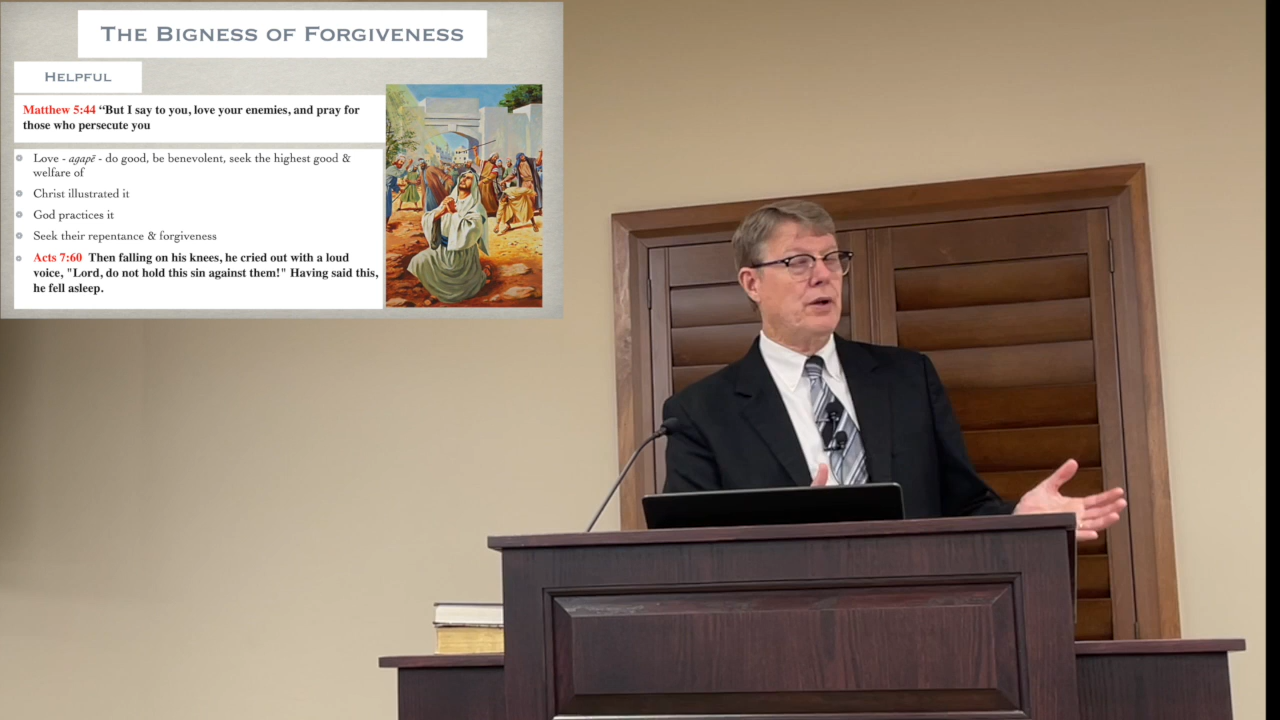 THE BIGNESS OF FORGIVENESS
HELPFUL
Matthew 5:44 “But I say to you, love your enemies, and pray for
those who persecute you
Love - agapē - do good, be benevolent, seek the highest good &
welfare of
Christ illustrated it
God practices it
Seek their repentance & forgiveness
Acts 7:60 Then falling on his knees, he cried out with a loud
voice, "Lord, do not hold this sin against them!" Having said this,
he fell asleep.